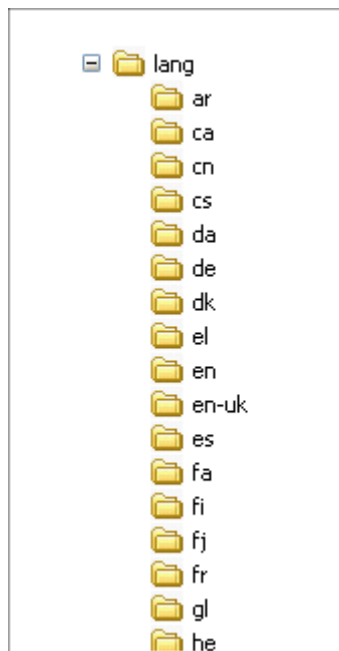 lang
ar
ca
cn
cs
da
de
dk
el
en
en-uk
es
fa
fi
fj
fr
gl
he